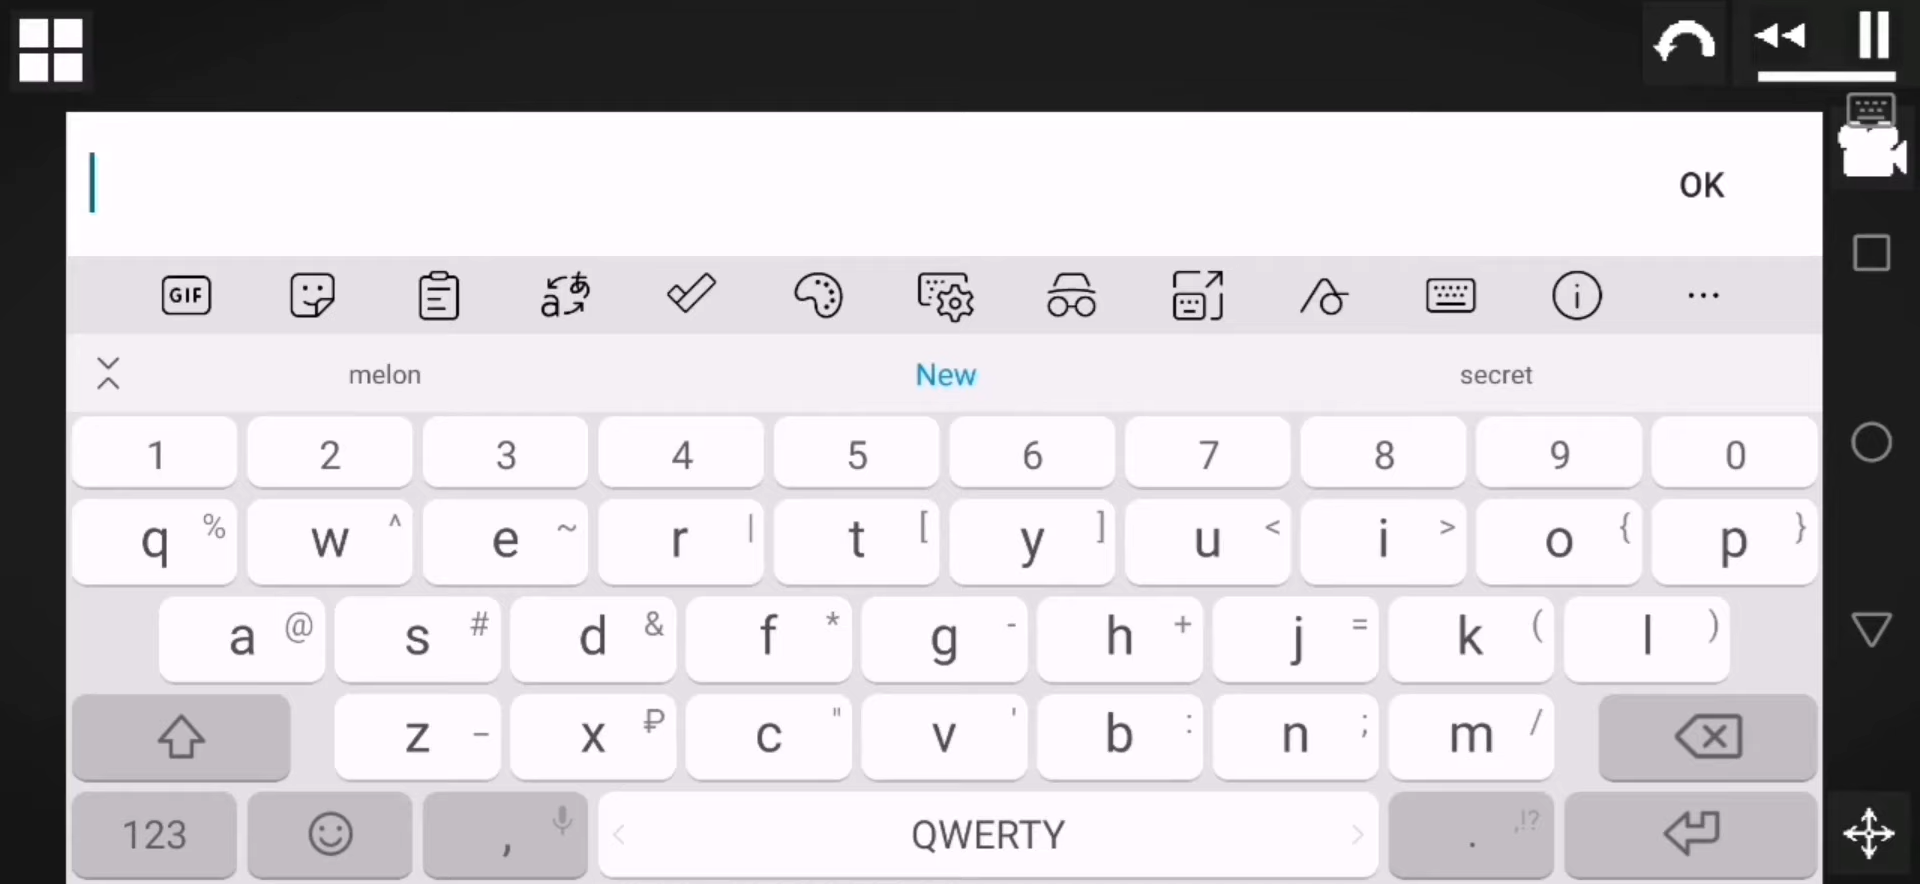 OK
GIF
melon New secret
1 2 3 4 5 6 7 8 9 0
q % w ^ e ~ r | t [ y ] u < i > o { p }
a @ s # d & f * g - h + j = k ( l )
z _ x ₽ c " v ' b : n ; m /
123 , QWERTY . ,!?